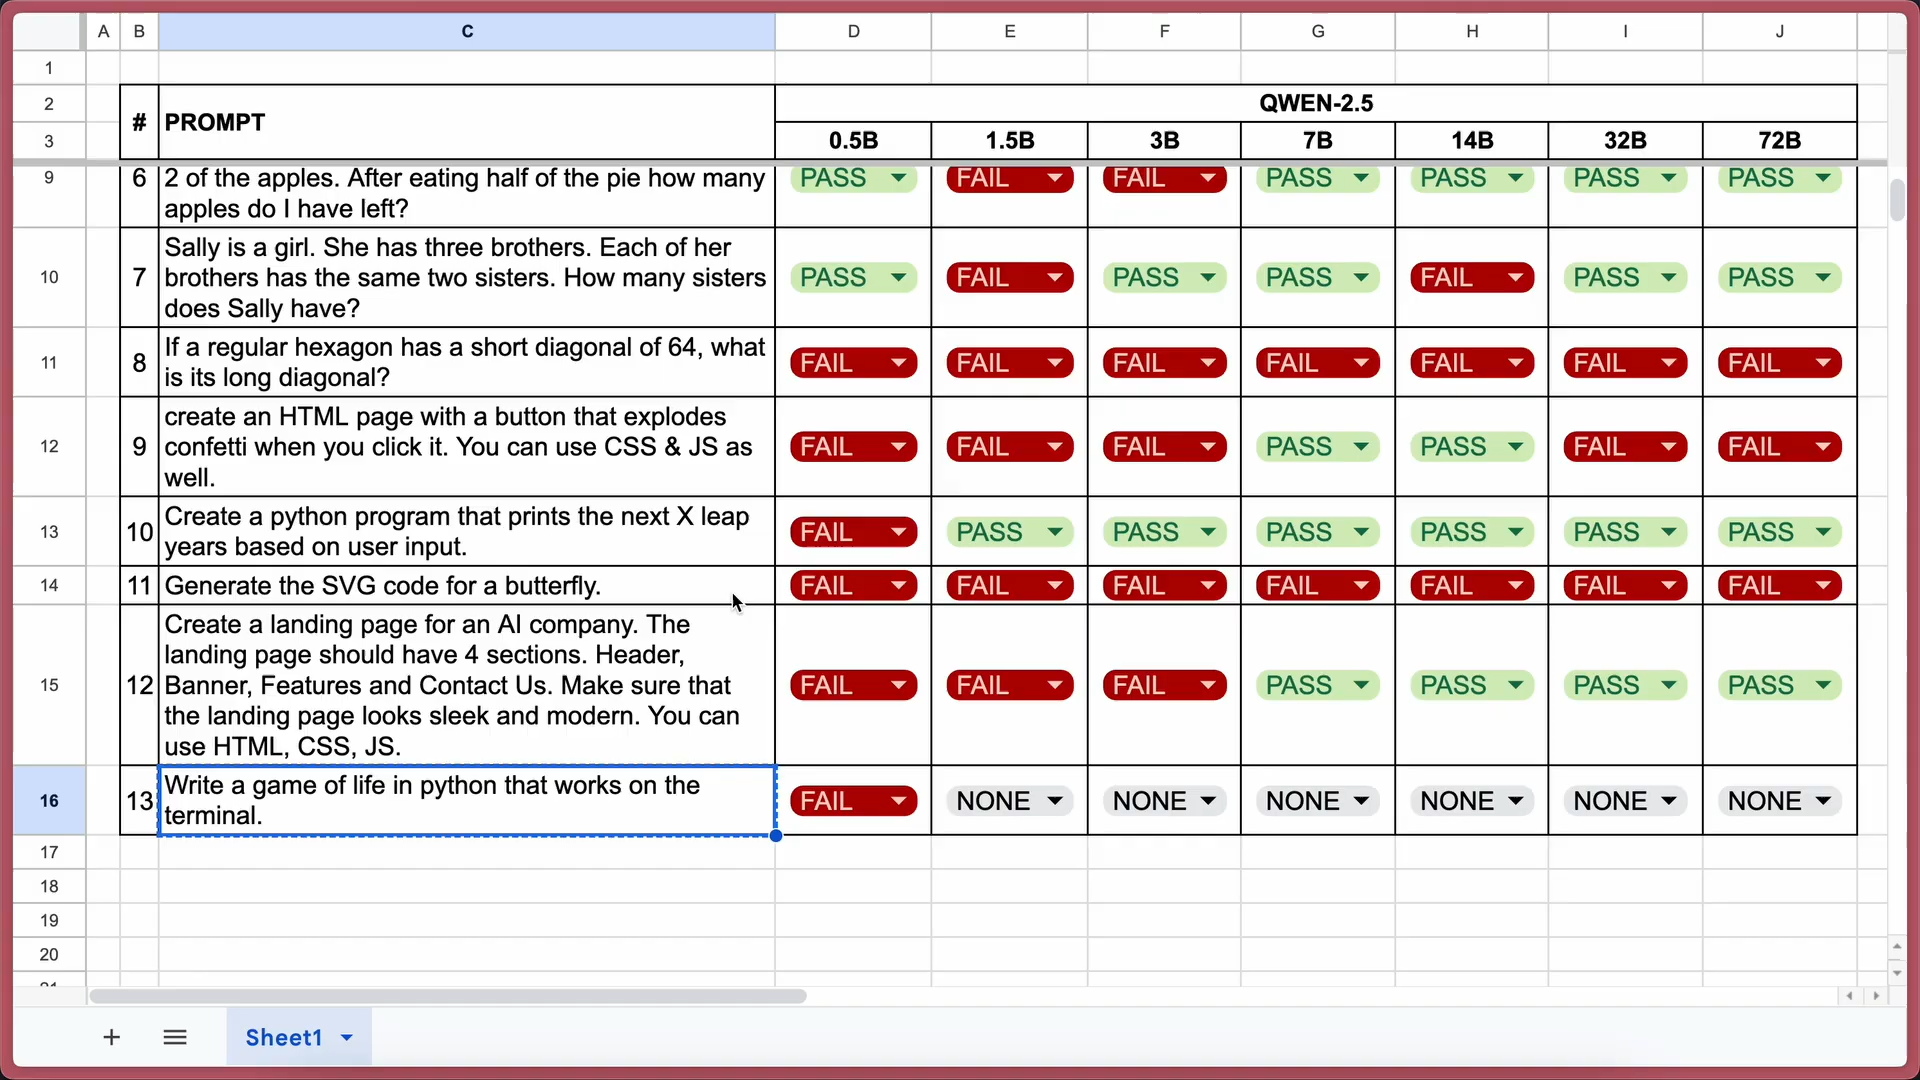 A B C D E F G H I J
1
2 # PROMPT QWEN-2.5
3 0.5B 1.5B 3B 7B 14B 32B 72B
9 6 2 of the apples. After eating half of the pie how many PASS FAIL FAIL PASS PASS PASS PASS
apples do I have left?
Sally is a girl. She has three brothers. Each of her
10 7 brothers has the same two sisters. How many sisters PASS FAIL PASS PASS FAIL PASS PASS
does Sally have?
If a regular hexagon has a short diagonal of 64, what
11 8 is its long diagonal? FAIL FAIL FAIL FAIL FAIL FAIL FAIL
create an HTML page with a button that explodes
12 9 confetti when you click it. You can use CSS & JS as FAIL FAIL FAIL PASS PASS FAIL FAIL
well.
Create a python program that prints the next X leap
13 10 years based on user input. FAIL PASS PASS PASS PASS PASS PASS
14 11 Generate the SVG code for a butterfly. FAIL FAIL FAIL FAIL FAIL FAIL FAIL
Create a landing page for an AI company. The
landing page should have 4 sections. Header,
15 12 Banner, Features and Contact Us. Make sure that FAIL FAIL FAIL PASS PASS PASS PASS
the landing page looks sleek and modern. You can
use HTML, CSS, JS.
Write a game of life in python that works on the
16 13 terminal. FAIL NONE NONE NONE NONE NONE NONE
17
18
19
20
Sheet1